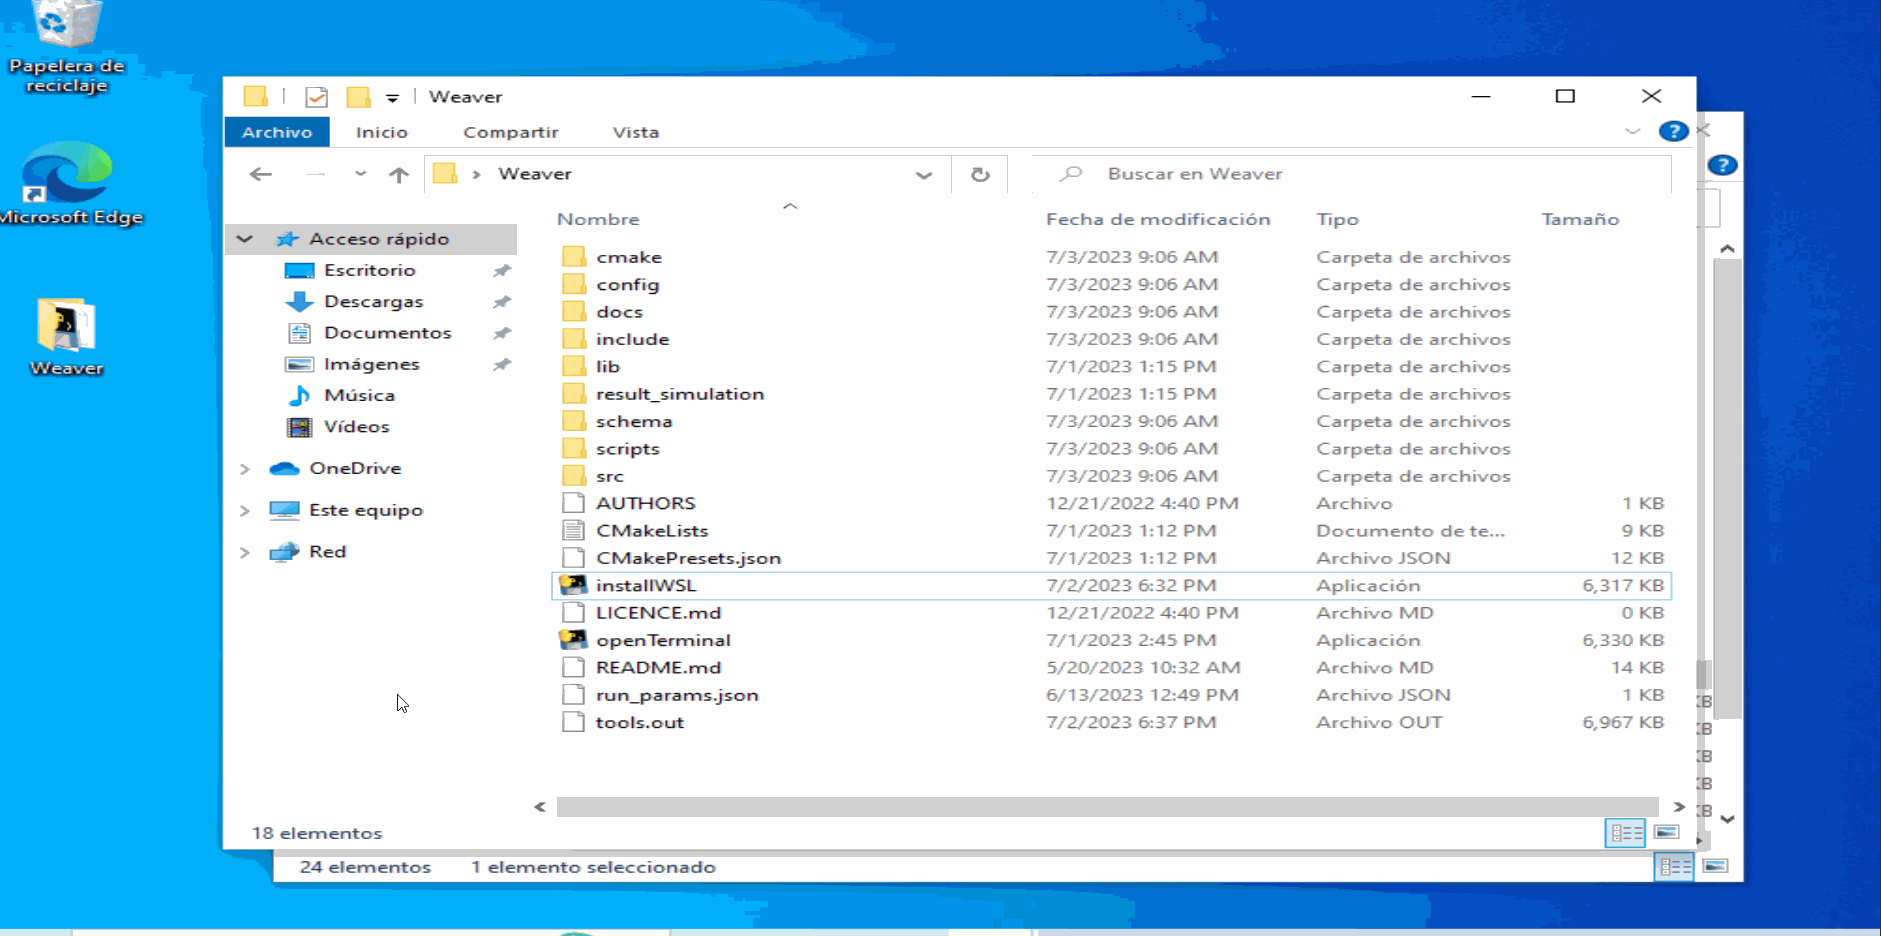 Papelera de
reciclaje
Microsoft Edge
Weaver
Weaver
Archivo Inicio Compartir Vista
Weaver Buscar en Weaver
Nombre Fecha de modificación Tipo Tamaño
Acceso rápido
Escritorio
Descargas
Documentos
Imágenes
Música
Vídeos
OneDrive
Este equipo
Red
cmake 7/3/2023 9:06 AM Carpeta de archivos
config 7/3/2023 9:06 AM Carpeta de archivos
docs 7/3/2023 9:06 AM Carpeta de archivos
include 7/3/2023 9:06 AM Carpeta de archivos
lib 7/1/2023 1:15 PM Carpeta de archivos
result_simulation 7/1/2023 1:15 PM Carpeta de archivos
schema 7/3/2023 9:06 AM Carpeta de archivos
scripts 7/3/2023 9:06 AM Carpeta de archivos
src 7/3/2023 9:06 AM Carpeta de archivos
AUTHORS 12/21/2022 4:40 PM Archivo 1 KB
CMakeLists 7/1/2023 1:12 PM Documento de te... 9 KB
CMakePresets.json 7/1/2023 1:12 PM Archivo JSON 12 KB
installWSL 7/2/2023 6:32 PM Aplicación 6,317 KB
LICENCE.md 12/21/2022 4:40 PM Archivo MD 0 KB
openTerminal 7/1/2023 2:45 PM Aplicación 6,330 KB
README.md 5/20/2023 10:32 AM Archivo MD 14 KB
run_params.json 6/13/2023 12:49 PM Archivo JSON 1 KB
tools.out 7/2/2023 6:37 PM Archivo OUT 6,967 KB
KB
KB
KB
KB
KB
18 elementos
24 elementos 1 elemento seleccionado